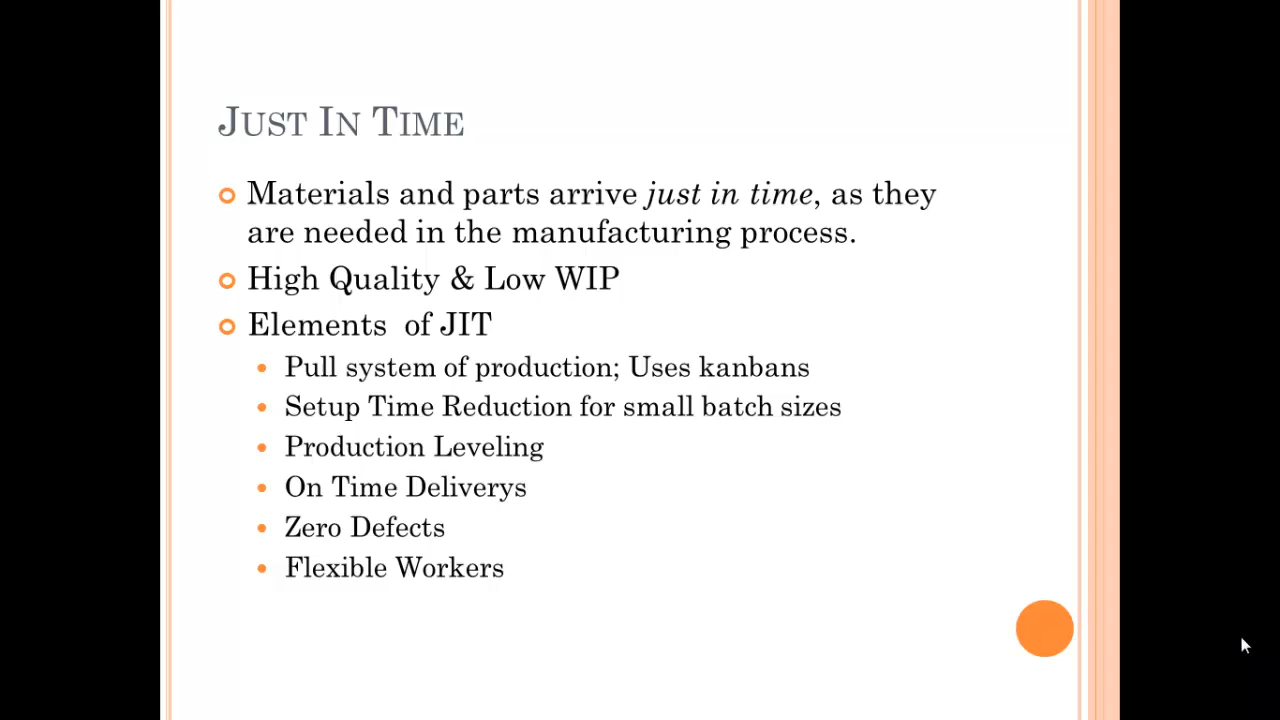 Just In Time
Materials and parts arrive just in time, as they
are needed in the manufacturing process.
High Quality & Low WIP
Elements of JIT
Pull system of production; Uses kanbans
Setup Time Reduction for small batch sizes
Production Leveling
On Time Deliverys
Zero Defects
Flexible Workers